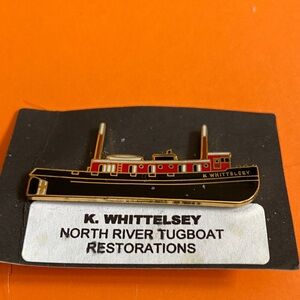 K. WHITTELSEY
K. WHITTELSEY
NORTH RIVER TUGBOAT
RESTORATIONS